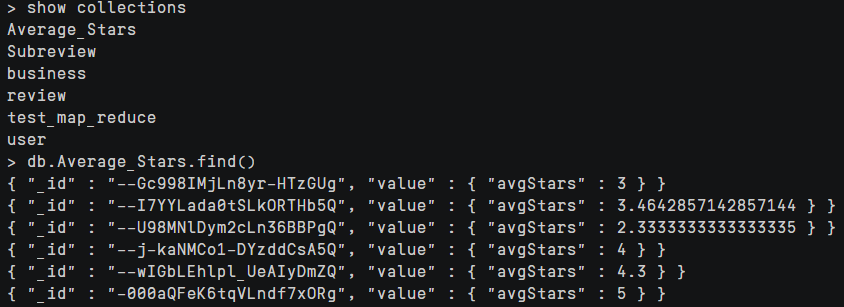 > show collections
Average_Stars
Subreview
business
review
test_map_reduce
user
> db.Average_Stars.find()
{ "_id" : "--Gc998IMjLn8yr-HTzGUg", "value" : { "avgStars" : 3 } }
{ "_id" : "--I7YYLada0tSLkORTHb5Q", "value" : { "avgStars" : 3.4642857142857144 } }
{ "_id" : "--U98MNlDym2cLn36BBPgQ", "value" : { "avgStars" : 2.3333333333333335 } }
{ "_id" : "--j-kaNMCo1-DYzddCsA5Q", "value" : { "avgStars" : 4 } }
{ "_id" : "--wIGbLEhlpl_UeAIyDmZQ", "value" : { "avgStars" : 4.3 } }
{ "_id" : "-000aQFeK6tqVLndf7xORg", "value" : { "avgStars" : 5 } }